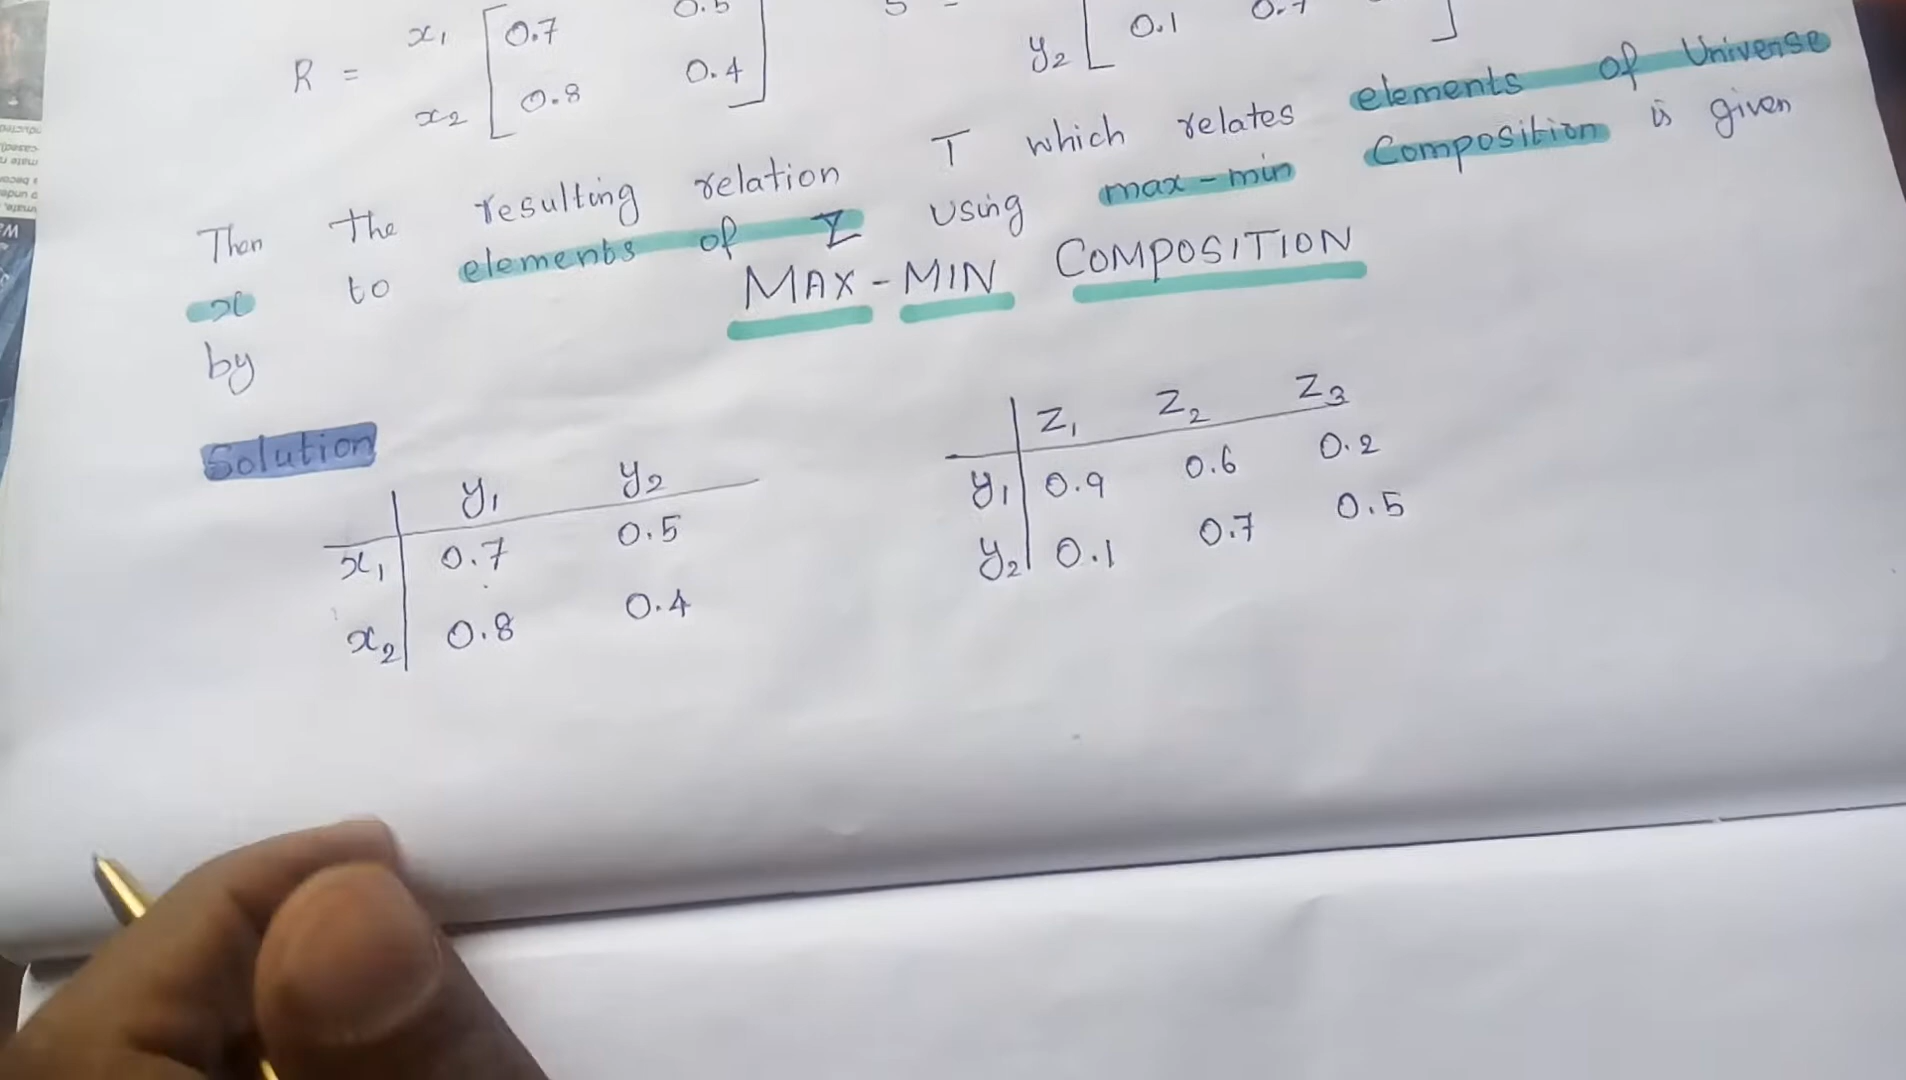 x1 0.7 0.5
R =
x2 0.8 0.4
y2 0.1 0.7
Then the resulting relation T which relates elements of Universe
x to elements of Z using max-min Composition is given
by
MAX-MIN COMPOSITION
Solution
y1 y2
x1 0.7 0.5
x2 0.8 0.4
Z1 Z2 Z3
y1 0.9 0.6 0.2
y2 0.1 0.7 0.5